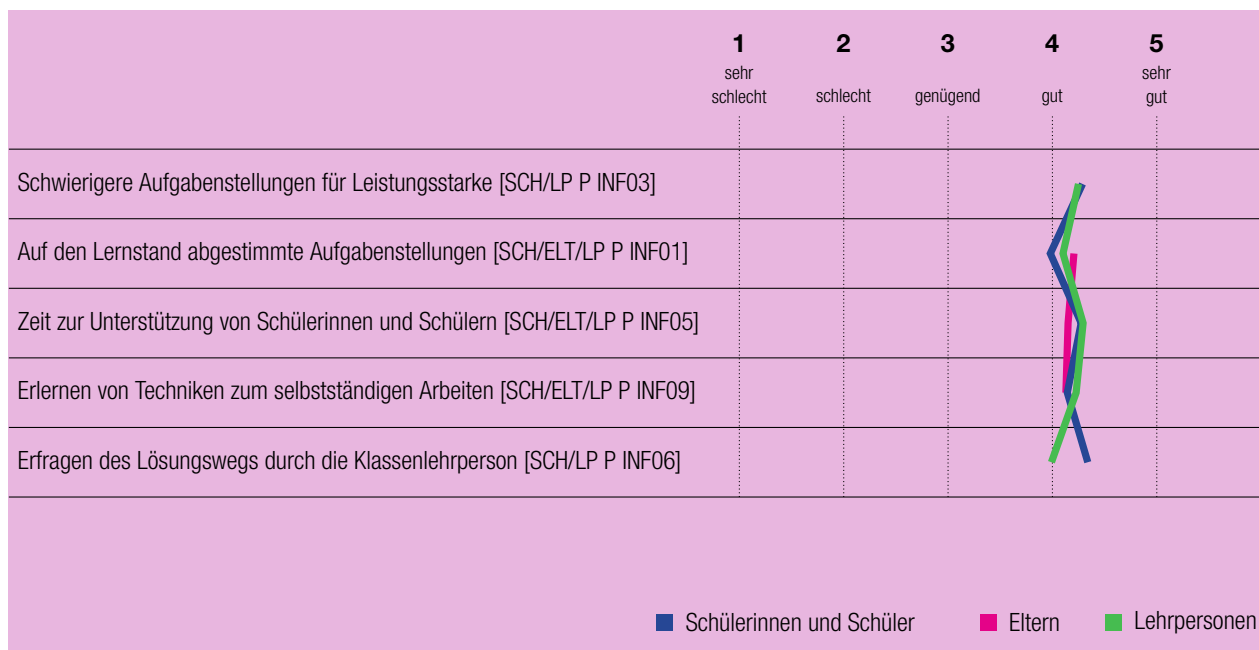 1 2 3 4 5
sehr schlecht schlecht genügend gut sehr gut
Schwierigere Aufgabenstellungen für Leistungsstarke [SCH/LP P INF03]
Auf den Lernstand abgestimmte Aufgabenstellungen [SCH/ELT/LP P INF01]
Zeit zur Unterstützung von Schülerinnen und Schülern [SCH/ELT/LP P INF05]
Erlernen von Techniken zum selbstständigen Arbeiten [SCH/ELT/LP P INF09]
Erfragen des Lösungswegs durch die Klassenlehrperson [SCH/LP P INF06]
Schülerinnen und Schüler Eltern Lehrpersonen